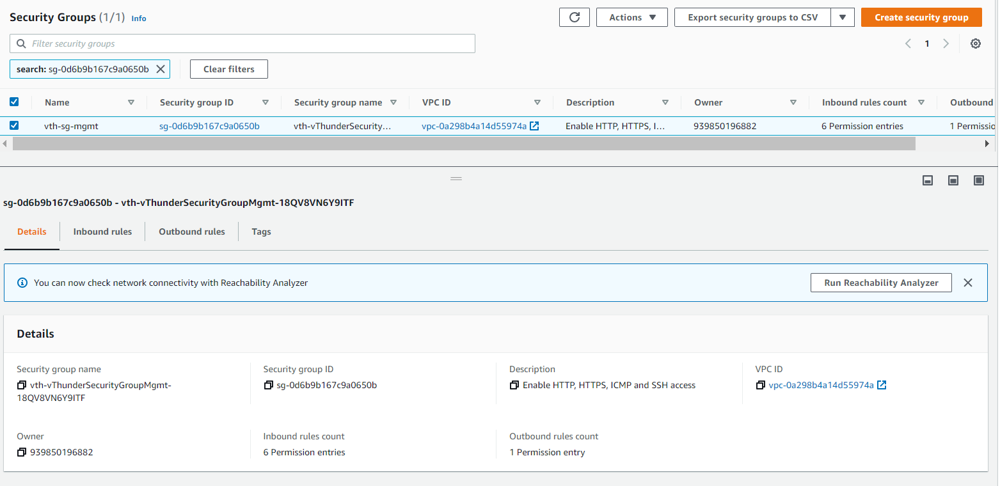 Security Groups (1/1) Info
Actions
Export security groups to CSV
Create security group
Filter security groups
1
search: sg-0d6b9b167c9a0650b
Clear filters
Name Security group ID Security group name VPC ID Description Owner Inbound rules count Outbound
vth-sg-mgmt sg-0d6b9b167c9a0650b vth-vThunderSecurity... vpc-0a298b4a14d55974a Enable HTTP, HTTPS, I... 939850196882 6 Permission entries 1 Permissio
sg-0d6b9b167c9a0650b - vth-vThunderSecurityGroupMgmt-18QV8VN6Y9ITF
Details Inbound rules Outbound rules Tags
You can now check network connectivity with Reachability Analyzer
Run Reachability Analyzer
Details
Security group name
vth-vThunderSecurityGroupMgmt-
18QV8VN6Y9ITF
Security group ID
sg-0d6b9b167c9a0650b
Description
Enable HTTP, HTTPS, ICMP and SSH access
VPC ID
vpc-0a298b4a14d55974a
Owner
939850196882
Inbound rules count
6 Permission entries
Outbound rules count
1 Permission entry